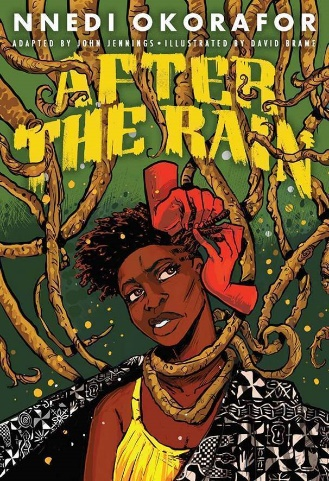 NNEDI OKORAFOR
ADAPTED BY JOHN JENNINGS • ILLUSTRATED BY DAVID BRAME
AFTER
THE RAIN